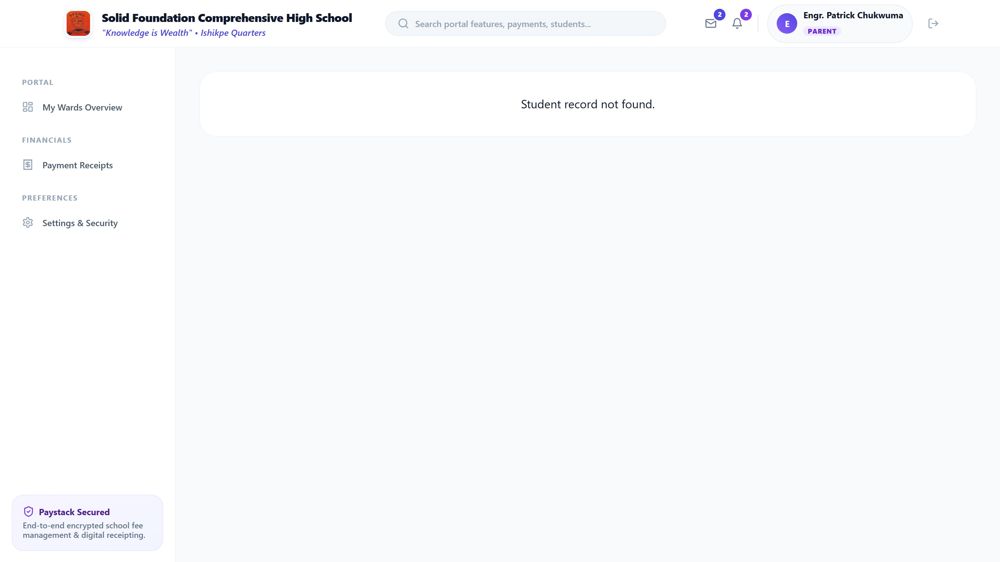 SFCHS
Solid Foundation Comprehensive High School
"Knowledge is Wealth" • Ishikpe Quarters
Search portal features, payments, students...
2
2
E
Engr. Patrick Chukwuma
PARENT
PORTAL
My Wards Overview
FINANCIALS
Payment Receipts
PREFERENCES
Settings & Security
Student record not found.
Paystack Secured
End-to-end encrypted school fee
management & digital receipting.